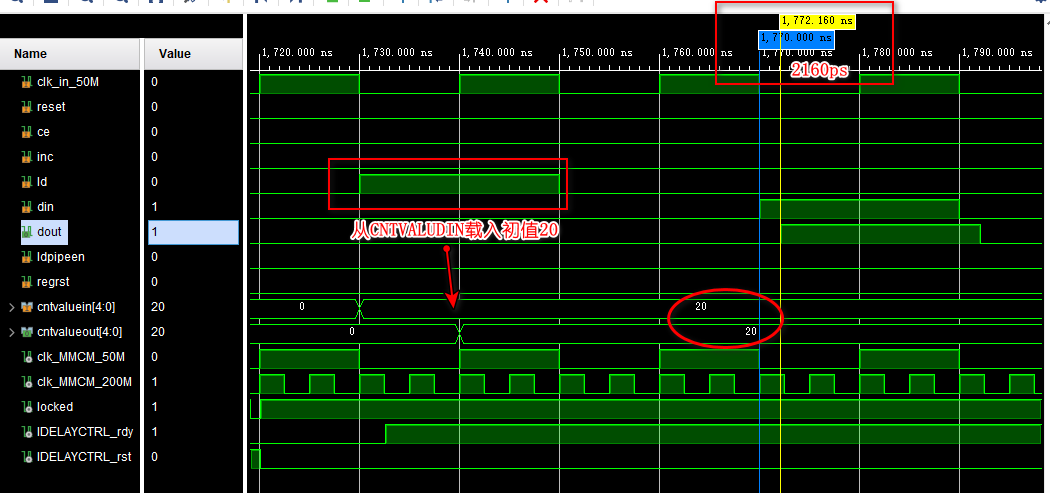 1,772.160 ns
1,770.000 ns
Name Value
1,720.000 ns 1,730.000 ns 1,740.000 ns 1,750.000 ns 1,760.000 ns 1,770.000 ns 1,780.000 ns 1,790.000 ns
2160ps
clk_in_50M 0
reset 0
ce 0
inc 0
ld 0
din 1
dout 1
从CNTVALUDIN载入初值20
ldpipeen 0
regrst 0
cntvaluein[4:0] 20 0 20
cntvalueout[4:0] 20 0 20
clk_MMCM_50M 0
clk_MMCM_200M 1
locked 1
IDELAYCTRL_rdy 1
IDELAYCTRL_rst 0